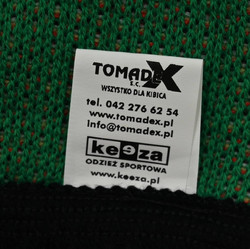 TOMADEX
S.C.
WSZYSTKO DLA KIBICA
tel. 042 276 62 54
www.tomadex.pl
info@tomadex.pl
keeza
ODZIEŻ SPORTOWA
www.keeza.pl